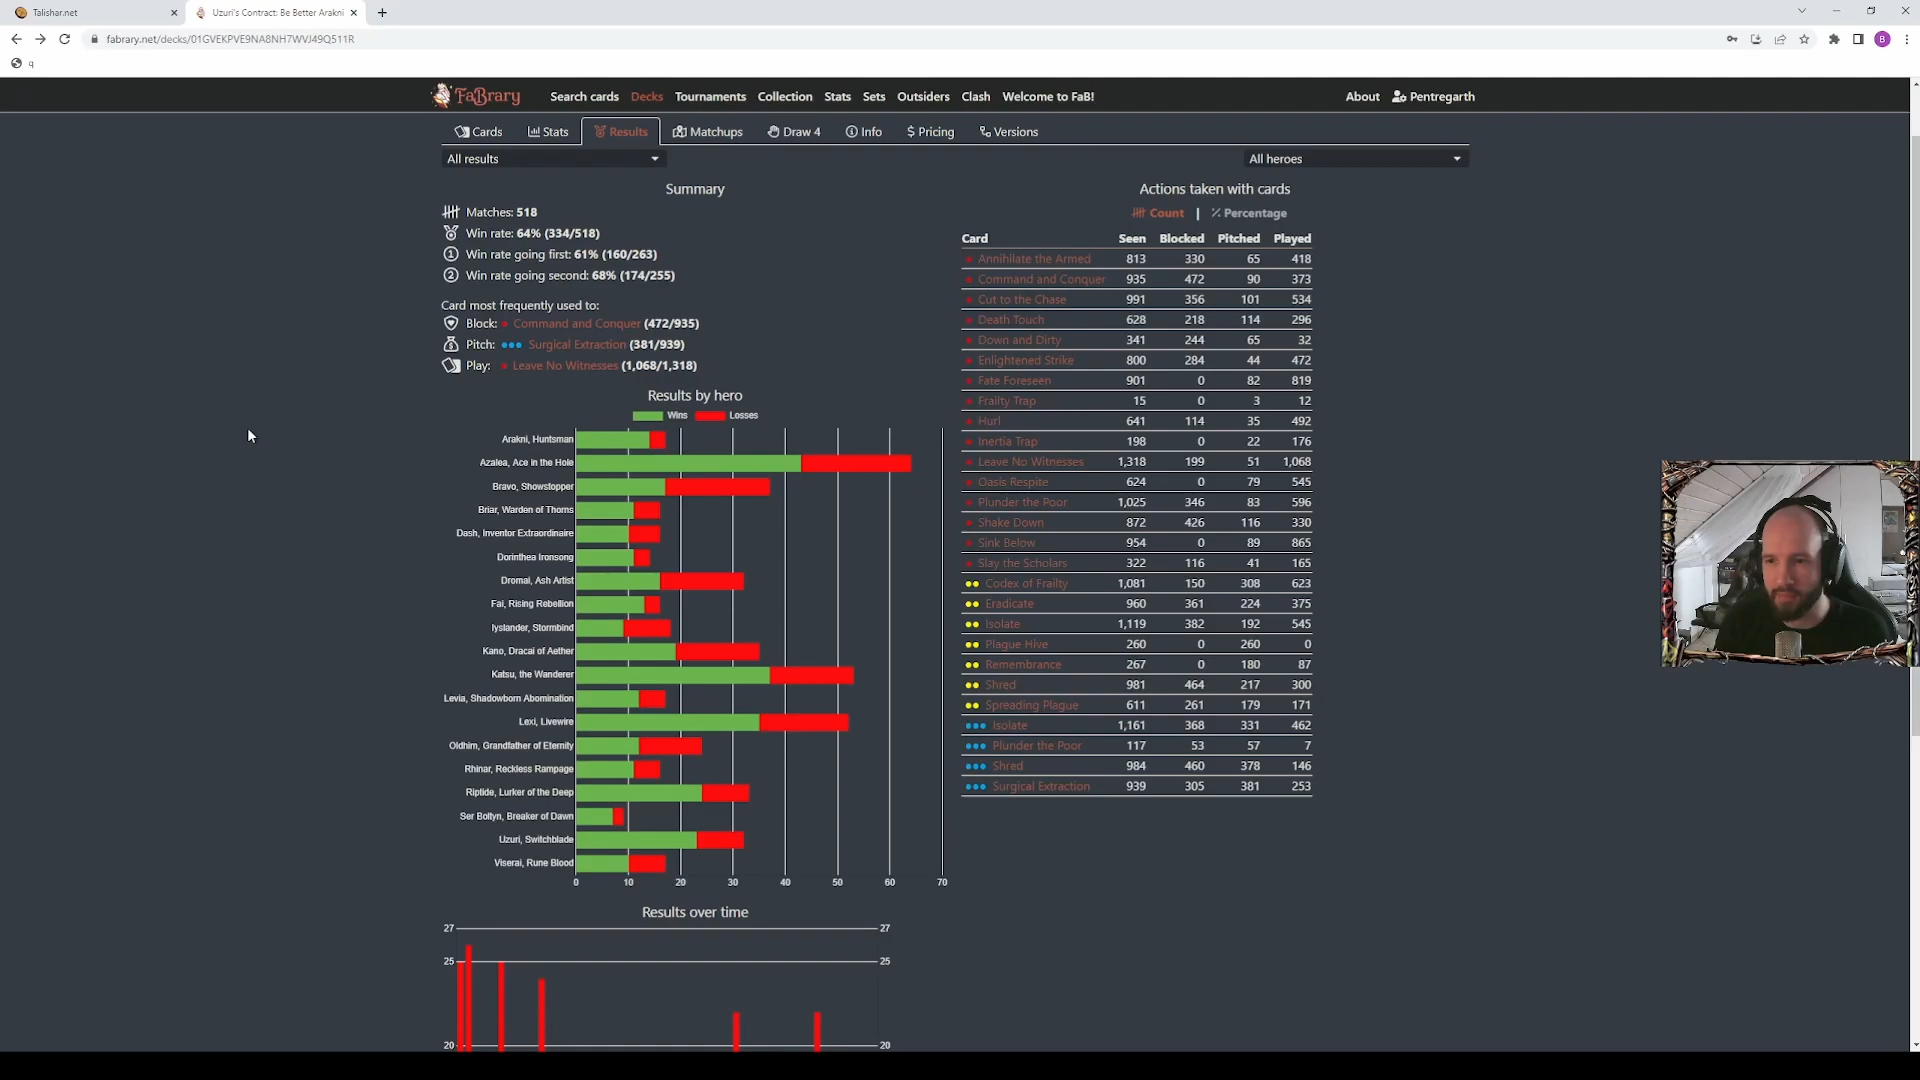 Talishar.net
Uzuri's Contract: Be Better Arakni
fabrary.net/decks/01GVEKPVE9NA8NH7WVJ49Q511R
B
q
FaBrary Search cards Decks Tournaments Collection Stats Sets Outsiders Clash Welcome to FaB! About Pentregarth
Cards Stats Results Matchups Draw 4 Info $ Pricing Versions
All results
All heroes
Summary
Matches: 518
Win rate: 64% (334/518)
1 Win rate going first: 61% (160/263)
2 Win rate going second: 68% (174/255)
Card most frequently used to:
Block: Command and Conquer (472/935)
Pitch: Surgical Extraction (381/939)
Play: Leave No Witnesses (1,068/1,318)
Results by hero
Wins Losses
Arakni, Huntsman
Azalea, Ace in the Hole
Bravo, Showstopper
Briar, Warden of Thorns
Dash, Inventor Extraordinaire
Dorinthea Ironsong
Dromai, Ash Artist
Fai, Rising Rebellion
Iyslander, Stormbind
Kano, Dracai of Aether
Katsu, the Wanderer
Levia, Shadowborn Abomination
Lexi, Livewire
Oldhim, Grandfather of Eternity
Rhinar, Reckless Rampage
Riptide, Lurker of the Deep
Ser Boltyn, Breaker of Dawn
Uzuri, Switchblade
Viserai, Rune Blood
0 10 20 30 40 50 60 70
Results over time
27 27
25 25
20 20
Actions taken with cards
Count | % Percentage
Card Seen Blocked Pitched Played
Annihilate the Armed 813 330 65 418
Command and Conquer 935 472 90 373
Cut to the Chase 991 356 101 534
Death Touch 628 218 114 296
Down and Dirty 341 244 65 32
Enlightened Strike 800 284 44 472
Fate Foreseen 901 0 82 819
Frailty Trap 15 0 3 12
Hurl 641 114 35 492
Inertia Trap 198 0 22 176
Leave No Witnesses 1,318 199 51 1,068
Oasis Respite 624 0 79 545
Plunder the Poor 1,025 346 83 596
Shake Down 872 426 116 330
Sink Below 954 0 89 865
Slay the Scholars 322 116 41 165
Codex of Frailty 1,081 150 308 623
Eradicate 960 361 224 375
Isolate 1,119 382 192 545
Plague Hive 260 0 260 0
Remembrance 267 0 180 87
Shred 981 464 217 300
Spreading Plague 611 261 179 171
Isolate 1,161 368 331 462
Plunder the Poor 117 53 57 7
Shred 984 460 378 146
Surgical Extraction 939 305 381 253